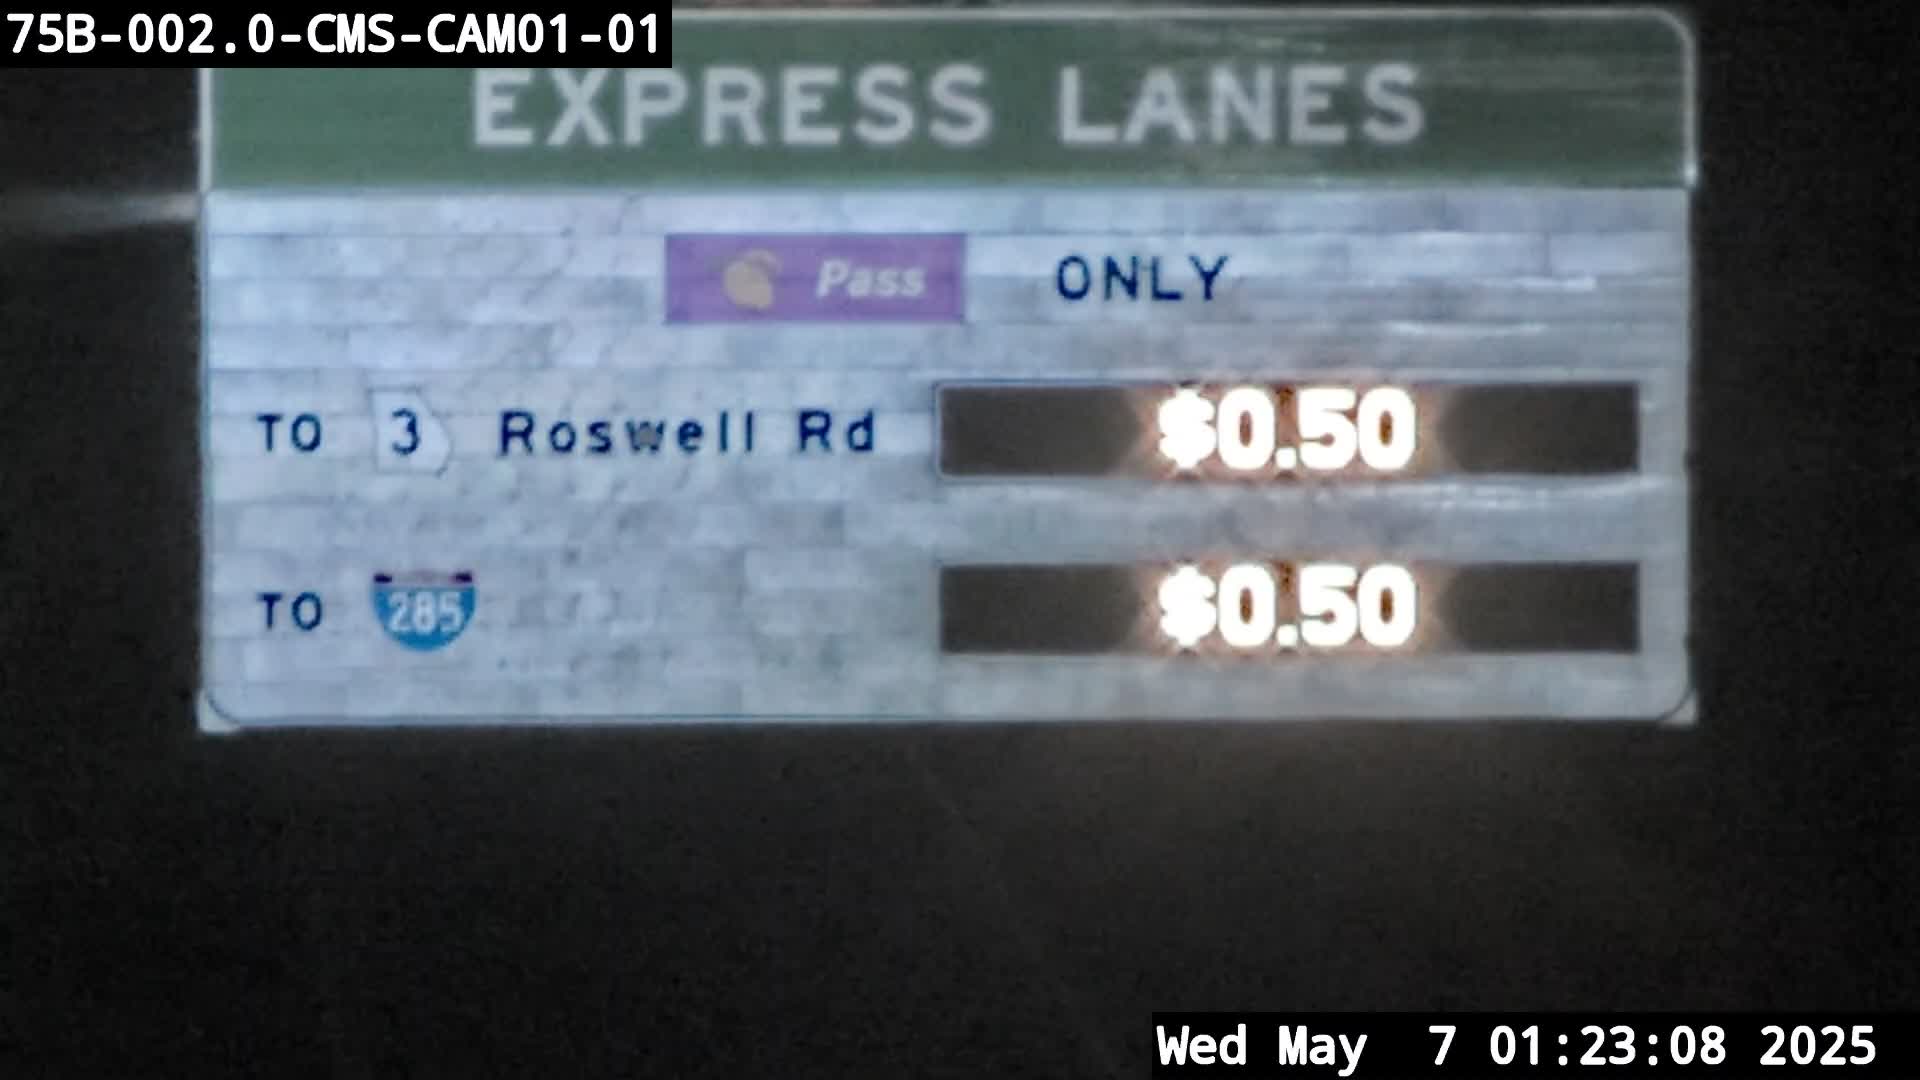 75B-002.0-CMS-CAM01-01
EXPRESS LANES
Pass ONLY
TO 3 Roswell Rd $0.50
TO 285 $0.50
Wed May 7 01:23:08 2025